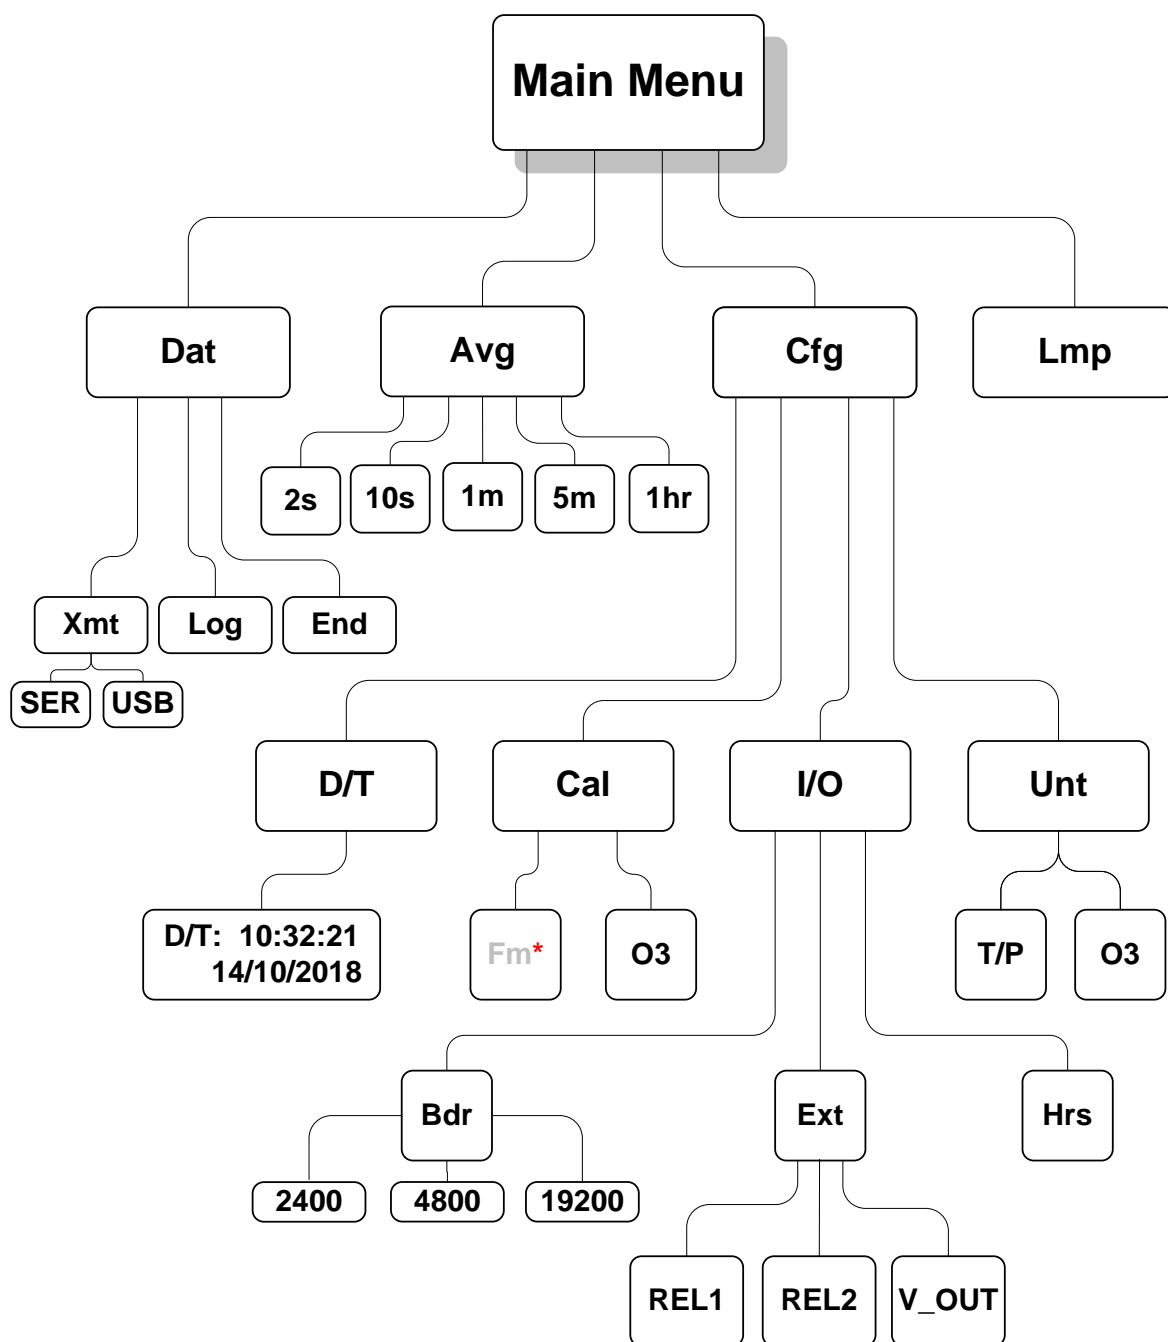 Main Menu
Dat
Avg
Cfg
Lmp
2s
10s
1m
5m
1hr
Xmt
Log
End
SER
USB
D/T
Cal
I/O
Unt
D/T: 10:32:21
14/10/2018
Fm*
O3
T/P
O3
Bdr
Ext
Hrs
2400
4800
19200
REL1
REL2
V_OUT